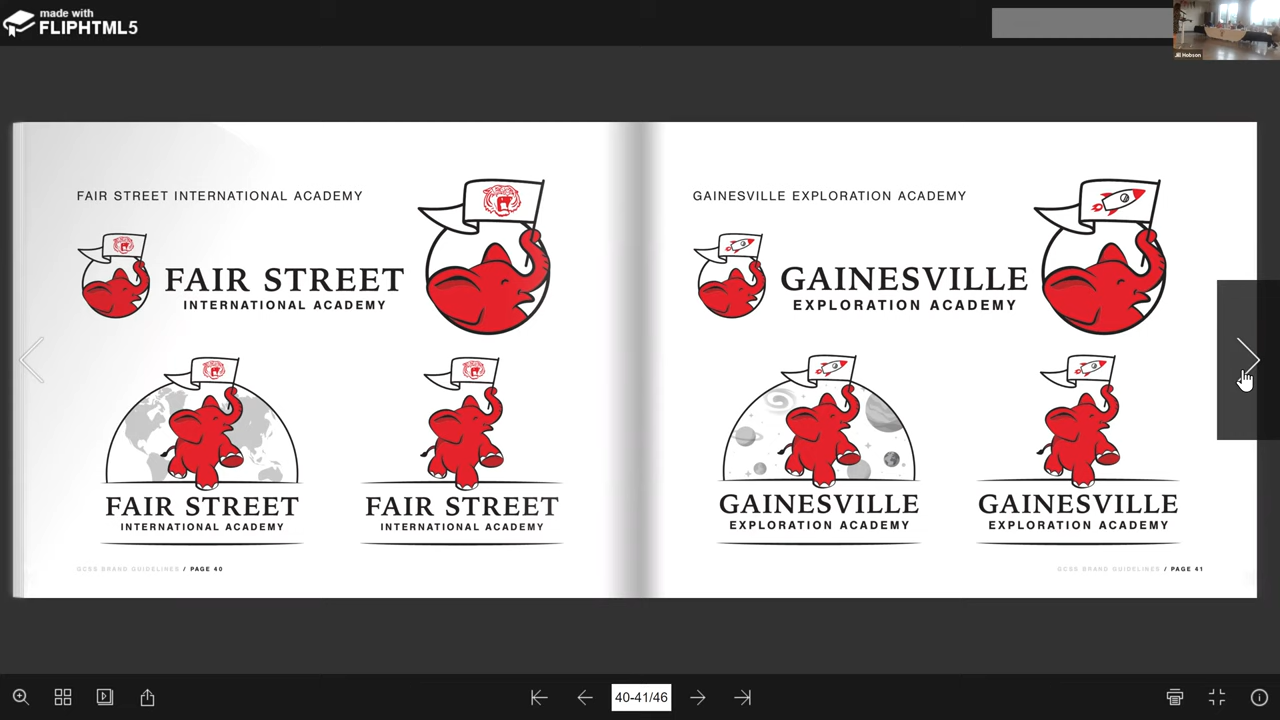 made with
FLIPHTML5
Jill Hobson
FAIR STREET INTERNATIONAL ACADEMY
FAIR STREET
INTERNATIONAL ACADEMY
FAIR STREET
INTERNATIONAL ACADEMY
FAIR STREET
INTERNATIONAL ACADEMY
GCSS BRAND GUIDELINES / PAGE 40
GAINESVILLE EXPLORATION ACADEMY
GAINESVILLE
EXPLORATION ACADEMY
GAINESVILLE
EXPLORATION ACADEMY
GAINESVILLE
EXPLORATION ACADEMY
GCSS BRAND GUIDELINES / PAGE 41
40-41/46